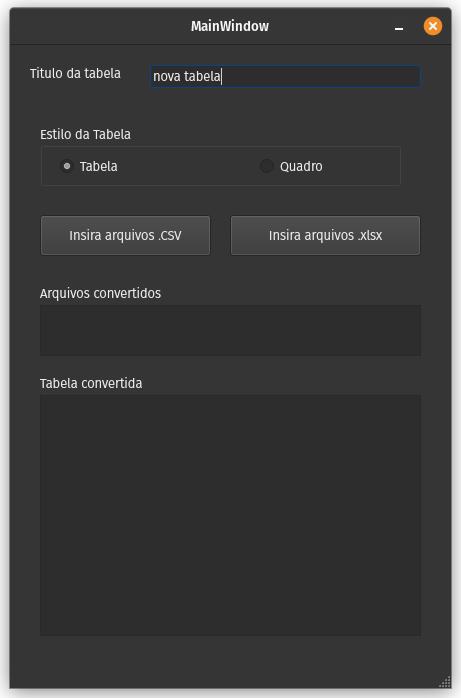 MainWindow
Titulo da tabela
nova tabela
Estilo da Tabela
Tabela
Quadro
Insira arquivos .CSV
Insira arquivos .xlsx
Arquivos convertidos
Tabela convertida